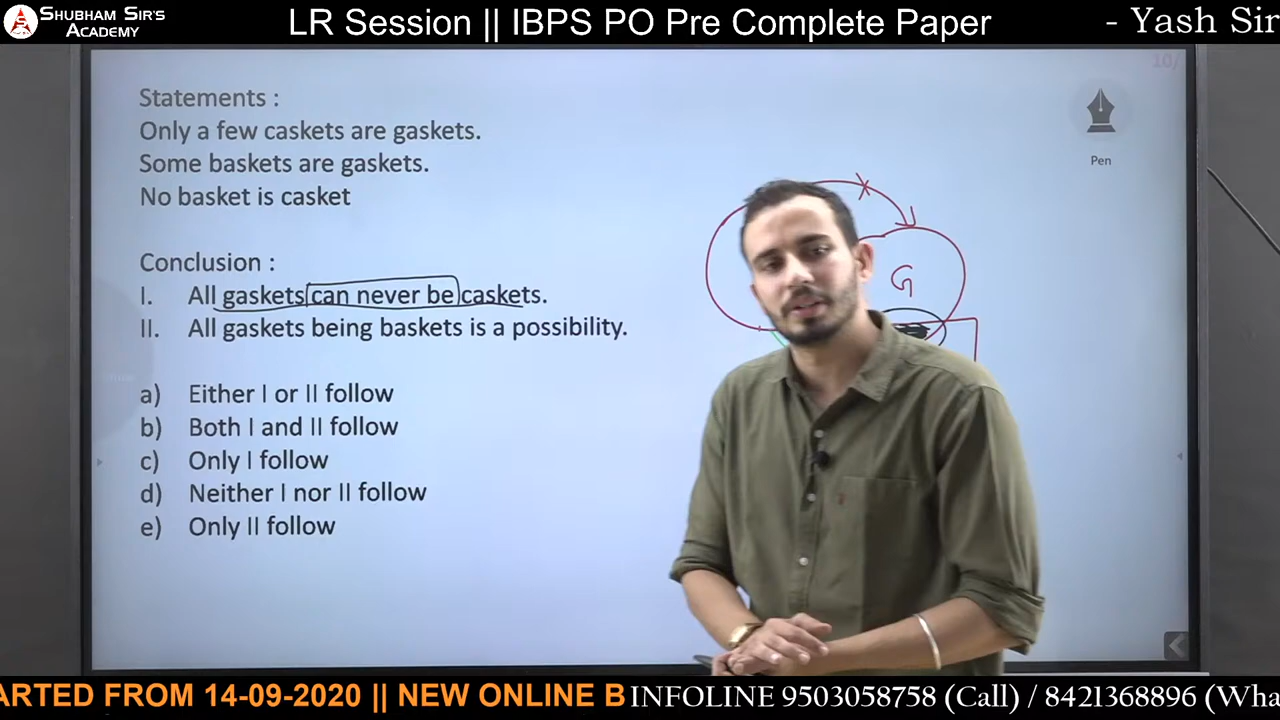 SHUBHAM SIR'S
ACADEMY
LR Session || IBPS PO Pre Complete Paper
- Yash Sir
10/
Statements :
Only a few caskets are gaskets.
Some baskets are gaskets.
No basket is casket
Pen
Conclusion :
I. All gaskets can never be caskets.
II. All gaskets being baskets is a possibility.
G
a) Either I or II follow
b) Both I and II follow
c) Only I follow
d) Neither I nor II follow
e) Only II follow
ARTED FROM 14-09-2020 || NEW ONLINE B
INFOLINE 9503058758 (Call) / 8421368896 (Wha